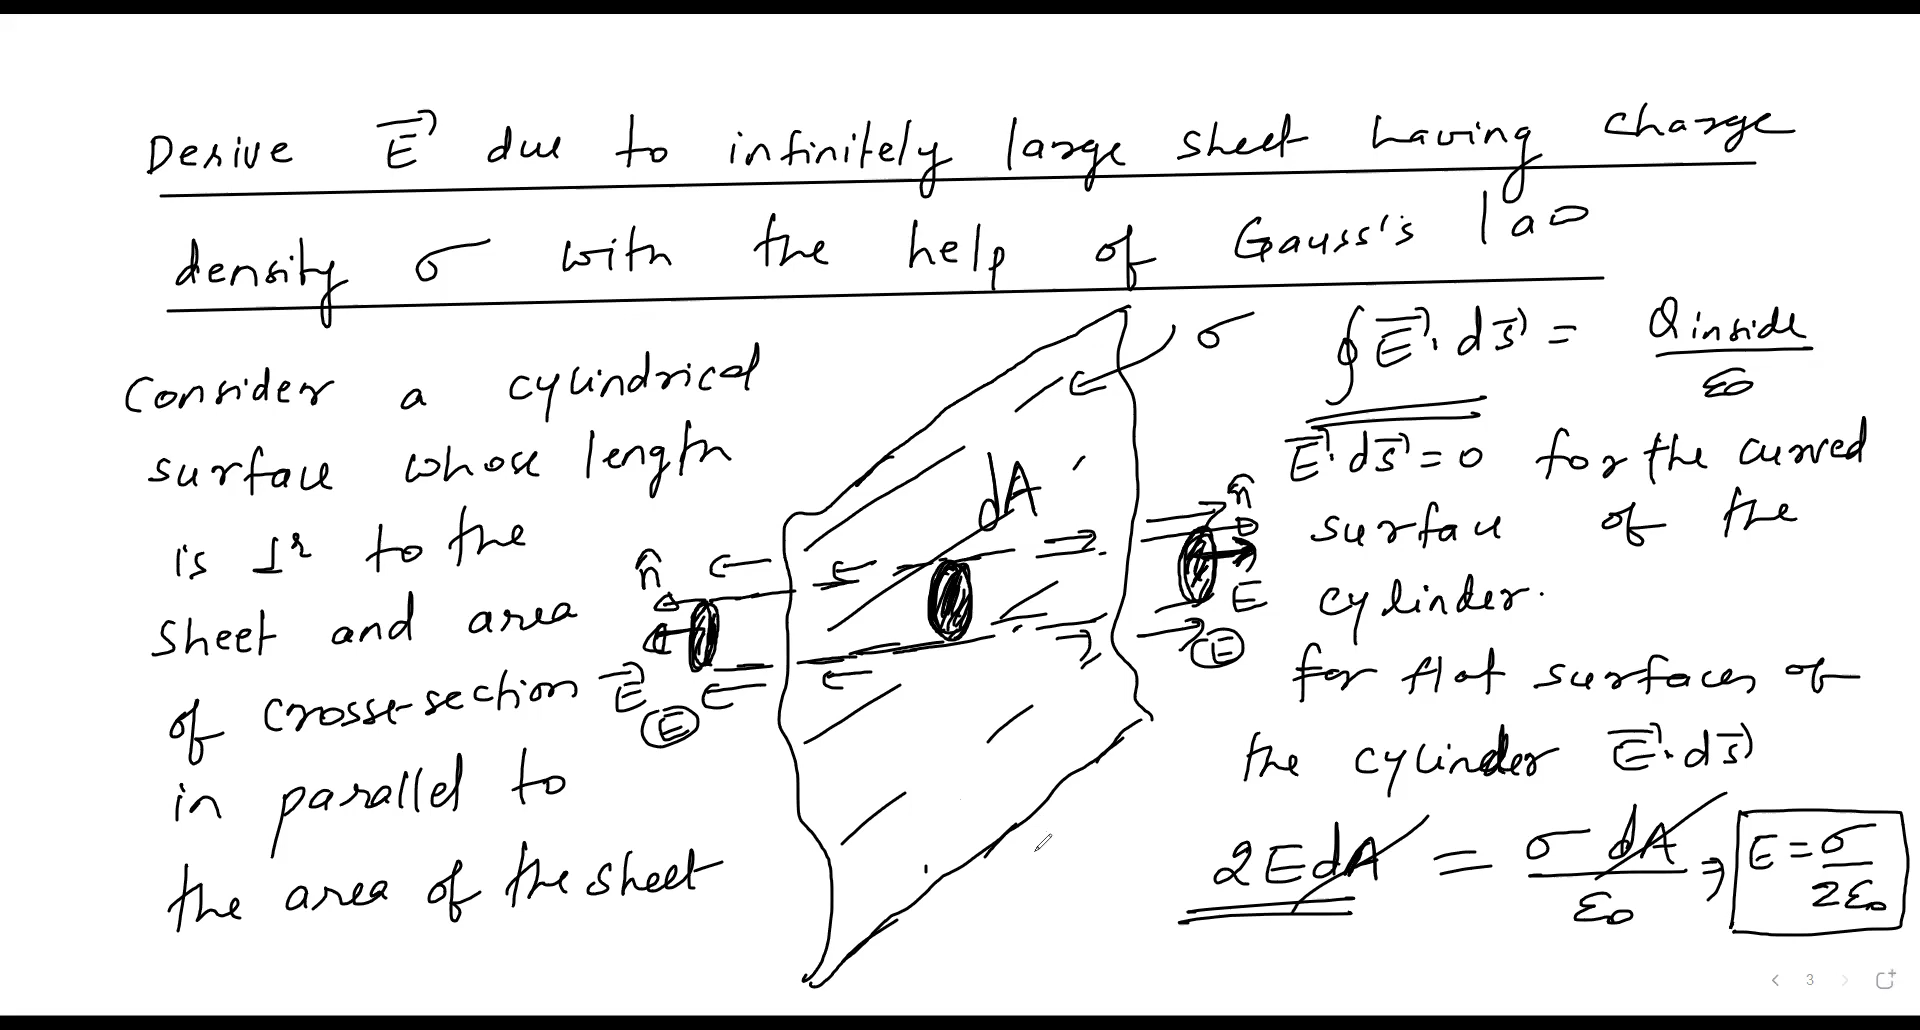 Derive E⃗ due to infinitely large sheet having charge
density σ with the help of Gauss's law
Consider a cylindrical
surface whose length
is ⊥r to the
sheet and area
of crosse-section
in parallel to
the area of the sheet
σ
dA
n̂
E⃗
E
n̂
E
E
∮ E⃗. ds⃗ = Qinside/ε0
E⃗. ds⃗ = 0 for the curved
surface of the
cylinder.
for flat surfaces of
the cylinder E⃗. ds⃗
2EdA = σ dA/ε0 ⇒ E = σ/2ε0
3